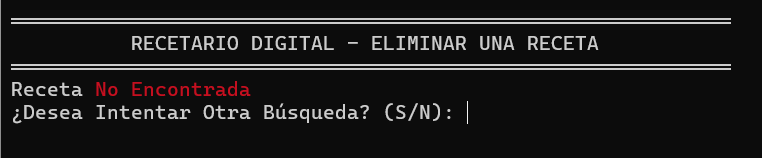 RECETARIO DIGITAL – ELIMINAR UNA RECETA
Receta No Encontrada
¿Desea Intentar Otra Búsqueda? (S/N):